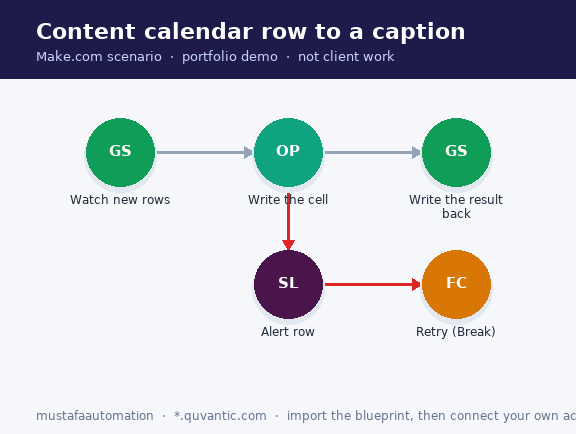 Content calendar row to a caption
Make.com scenario · portfolio demo · not client work
GS
OP
GS
Watch new rows
Write the cell
Write the result
back
SL
FC
Alert row
Retry (Break)
mustafaautomation · *.quvantic.com · import the blueprint, then connect your own